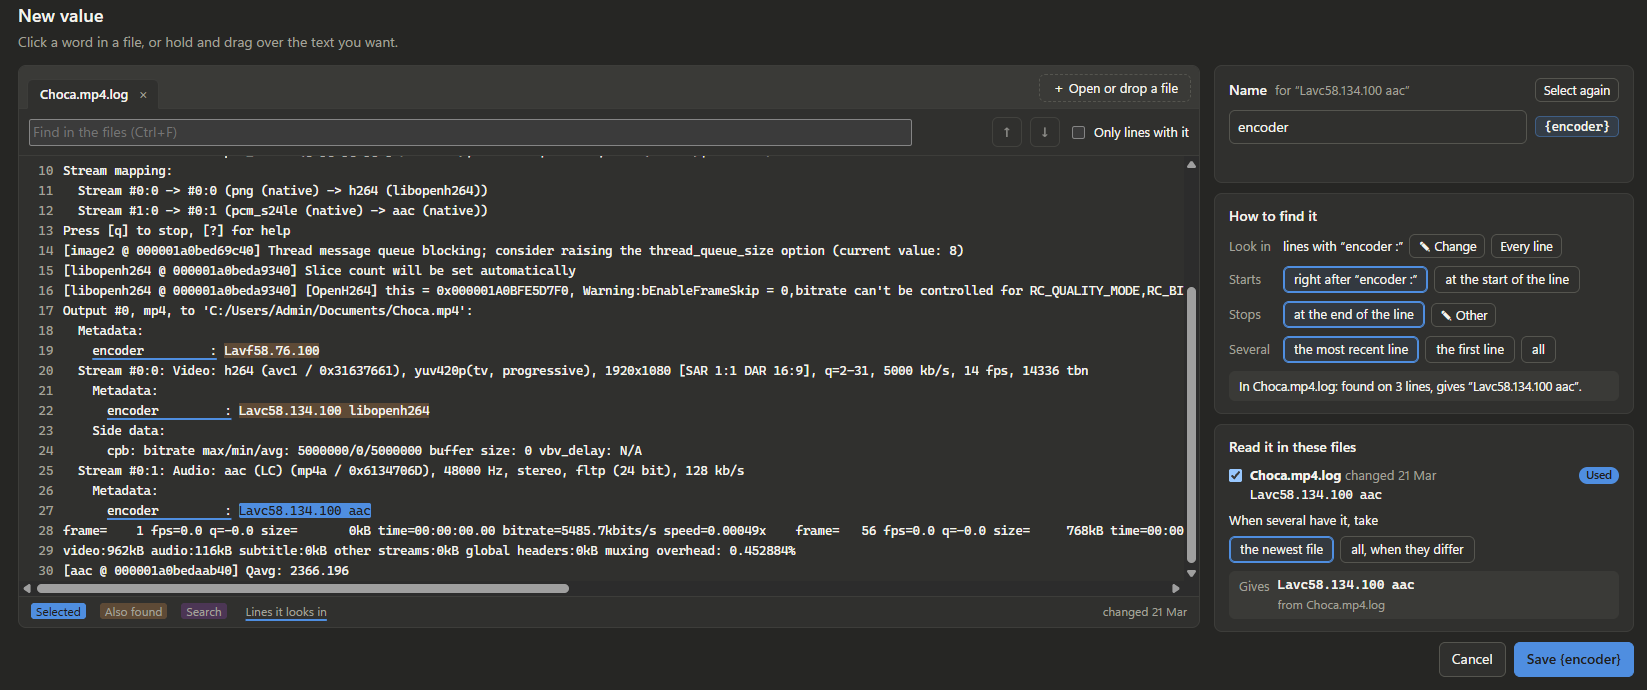 New value
Click a word in a file, or hold and drag over the text you want.
Choca.mp4.log ×
+ Open or drop a file
Find in the files (Ctrl+F)
↑ ↓ Only lines with it
10 Stream mapping:
11 Stream #0:0 -> #0:0 (png (native) -> h264 (libopenh264))
12 Stream #1:0 -> #0:1 (pcm_s24le (native) -> aac (native))
13 Press [q] to stop, [?] for help
14 [image2 @ 000001a0bed69c40] Thread message queue blocking; consider raising the thread_queue_size option (current value: 8)
15 [libopenh264 @ 000001a0beda9340] Slice count will be set automatically
16 [libopenh264 @ 000001a0beda9340] [OpenH264] this = 0x000001A0BFE5D7F0, Warning:bEnableFrameSkip = 0,bitrate can't be controlled for RC_QUALITY_MODE,RC_BI
17 Output #0, mp4, to 'C:/Users/Admin/Documents/Choca.mp4':
18 Metadata:
19 encoder : Lavf58.76.100
20 Stream #0:0: Video: h264 (avc1 / 0x31637661), yuv420p(tv, progressive), 1920x1080 [SAR 1:1 DAR 16:9], q=2-31, 5000 kb/s, 14 fps, 14336 tbn
21 Metadata:
22 encoder : Lavc58.134.100 libopenh264
23 Side data:
24 cpb: bitrate max/min/avg: 5000000/0/5000000 buffer size: 0 vbv_delay: N/A
25 Stream #0:1: Audio: aac (LC) (mp4a / 0x6134706D), 48000 Hz, stereo, fltp (24 bit), 128 kb/s
26 Metadata:
27 encoder : Lavc58.134.100 aac
28 frame= 1 fps=0.0 q=-0.0 size= 0kB time=00:00:00.00 bitrate=5485.7kbits/s speed=0.00049x frame= 56 fps=0.0 q=-0.0 size= 768kB time=00:00
29 video:962kB audio:116kB subtitle:0kB other streams:0kB global headers:0kB muxing overhead: 0.452884%
30 [aac @ 000001a0bedaab40] Qavg: 2366.196
Selected Also found Search Lines it looks in changed 21 Mar
Name for “Lavc58.134.100 aac” Select again
encoder {encoder}
How to find it
Look in lines with “encoder :” Change Every line
Starts right after “encoder :” at the start of the line
Stops at the end of the line Other
Several the most recent line the first line all
In Choca.mp4.log: found on 3 lines, gives “Lavc58.134.100 aac”.
Read it in these files
Choca.mp4.log changed 21 Mar Used
Lavc58.134.100 aac
When several have it, take
the newest file all, when they differ
Gives Lavc58.134.100 aac
from Choca.mp4.log
Cancel Save {encoder}